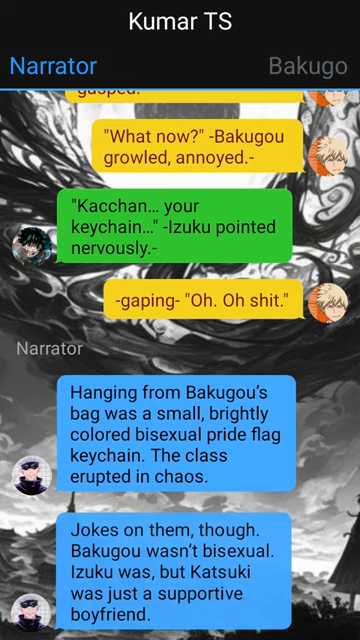 Kumar TS
Narrator Bakugo
gasped.
"What now?" -Bakugou
growled, annoyed.-
"Kacchan… your
keychain…" -Izuku pointed
nervously.-
-gaping- "Oh. Oh shit."
Narrator
Hanging from Bakugou’s
bag was a small, brightly
colored bisexual pride flag
keychain. The class
erupted in chaos.
Jokes on them, though.
Bakugou wasn’t bisexual.
Izuku was, but Katsuki
was just a supportive
boyfriend.